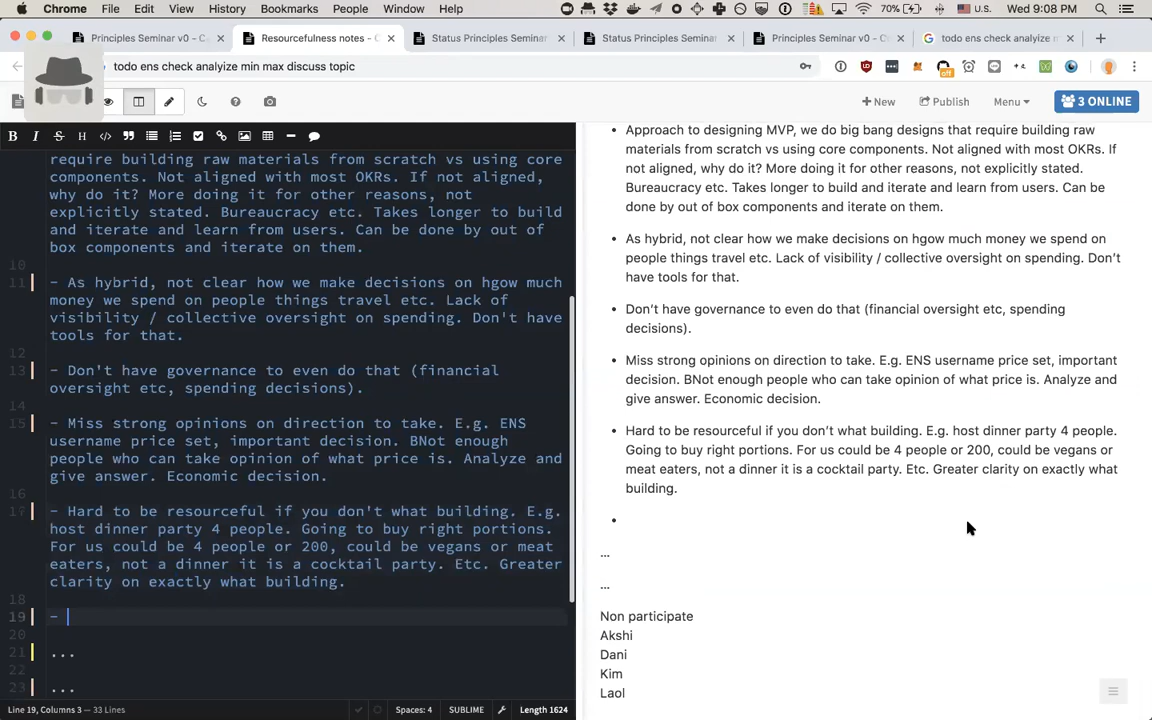 Chrome File Edit View History Bookmarks People Window Help 70% U.S. Wed 9:08 PM
Principles Seminar v0 - C
Resourcefulness notes - C
Status Principles Seminar
Status Principles Seminar
Principles Seminar v0 - C
todo ens check analyize m
todo ens check analyize min max discuss topic
off
+ New Publish Menu 3 ONLINE
B I S H
require building raw materials from scratch vs using core
components. Not aligned with most OKRs. If not aligned,
why do it? More doing it for other reasons, not
explicitly stated. Bureaucracy etc. Takes longer to build
and iterate and learn from users. Can be done by out of
box components and iterate on them.
10
11 - As hybrid, not clear how we make decisions on hgow much
money we spend on people things travel etc. Lack of
visibility / collective oversight on spending. Don't have
tools for that.
12
13 - Don't have governance to even do that (financial
oversight etc, spending decisions).
14
15 - Miss strong opinions on direction to take. E.g. ENS
username price set, important decision. BNot enough
people who can take opinion of what price is. Analyze and
give answer. Economic decision.
16
17 - Hard to be resourceful if you don't what building. E.g.
host dinner party 4 people. Going to buy right portions.
For us could be 4 people or 200, could be vegans or meat
eaters, not a dinner it is a cocktail party. Etc. Greater
clarity on exactly what building.
18
19 -
20
21 ...
22
23 ...
Line 19, Columns 3 — 33 Lines Spaces: 4 SUBLIME Length 1624
• Approach to designing MVP, we do big bang designs that require building raw
materials from scratch vs using core components. Not aligned with most OKRs. If
not aligned, why do it? More doing it for other reasons, not explicitly stated.
Bureaucracy etc. Takes longer to build and iterate and learn from users. Can be
done by out of box components and iterate on them.
• As hybrid, not clear how we make decisions on hgow much money we spend on
people things travel etc. Lack of visibility / collective oversight on spending. Don't
have tools for that.
• Don't have governance to even do that (financial oversight etc, spending
decisions).
• Miss strong opinions on direction to take. E.g. ENS username price set, important
decision. BNot enough people who can take opinion of what price is. Analyze and
give answer. Economic decision.
• Hard to be resourceful if you don't what building. E.g. host dinner party 4 people.
Going to buy right portions. For us could be 4 people or 200, could be vegans or
meat eaters, not a dinner it is a cocktail party. Etc. Greater clarity on exactly what
building.
•
...
...
Non participate
Akshi
Dani
Kim
Laol